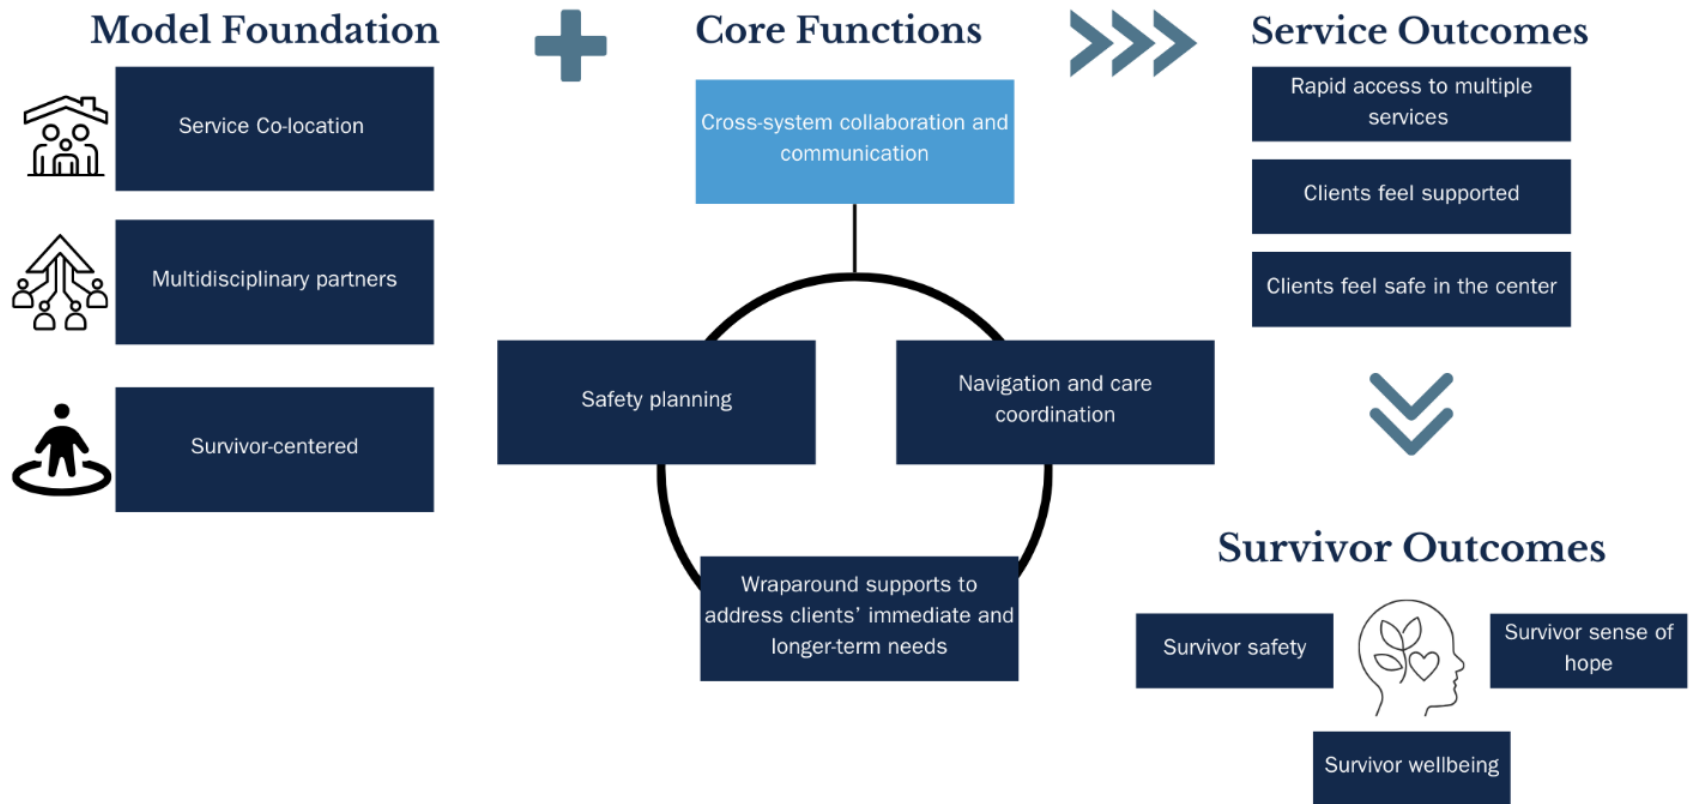 Model Foundation
Service Co-location
Multidisciplinary partners
Survivor-centered
Core Functions
Cross-system collaboration and
communication
Safety planning
Navigation and care
coordination
Wraparound supports to
address clients’ immediate and
longer-term needs
Service Outcomes
Rapid access to multiple
services
Clients feel supported
Clients feel safe in the center
Survivor Outcomes
Survivor safety
Survivor sense of
hope
Survivor wellbeing